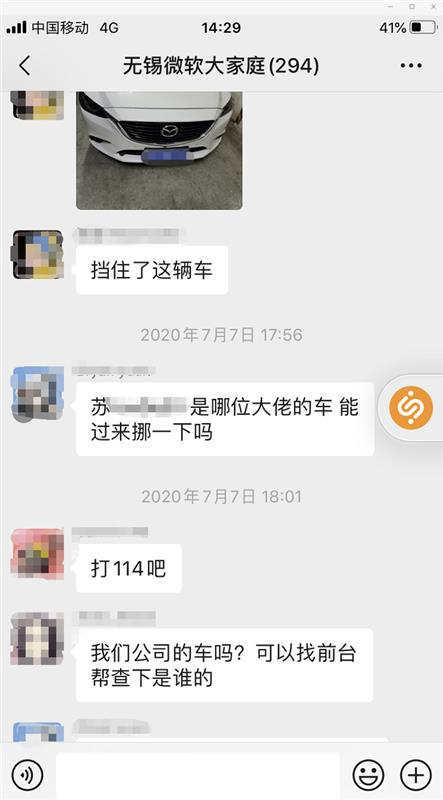 中国移动 4G
14:29
41%
无锡微软大家庭(294)
挡住了这辆车
2020年7月7日 17:56
苏 是哪位大佬的车 能
过来挪一下吗
2020年7月7日 18:01
打114吧
我们公司的车吗？可以找前台
帮查下是谁的